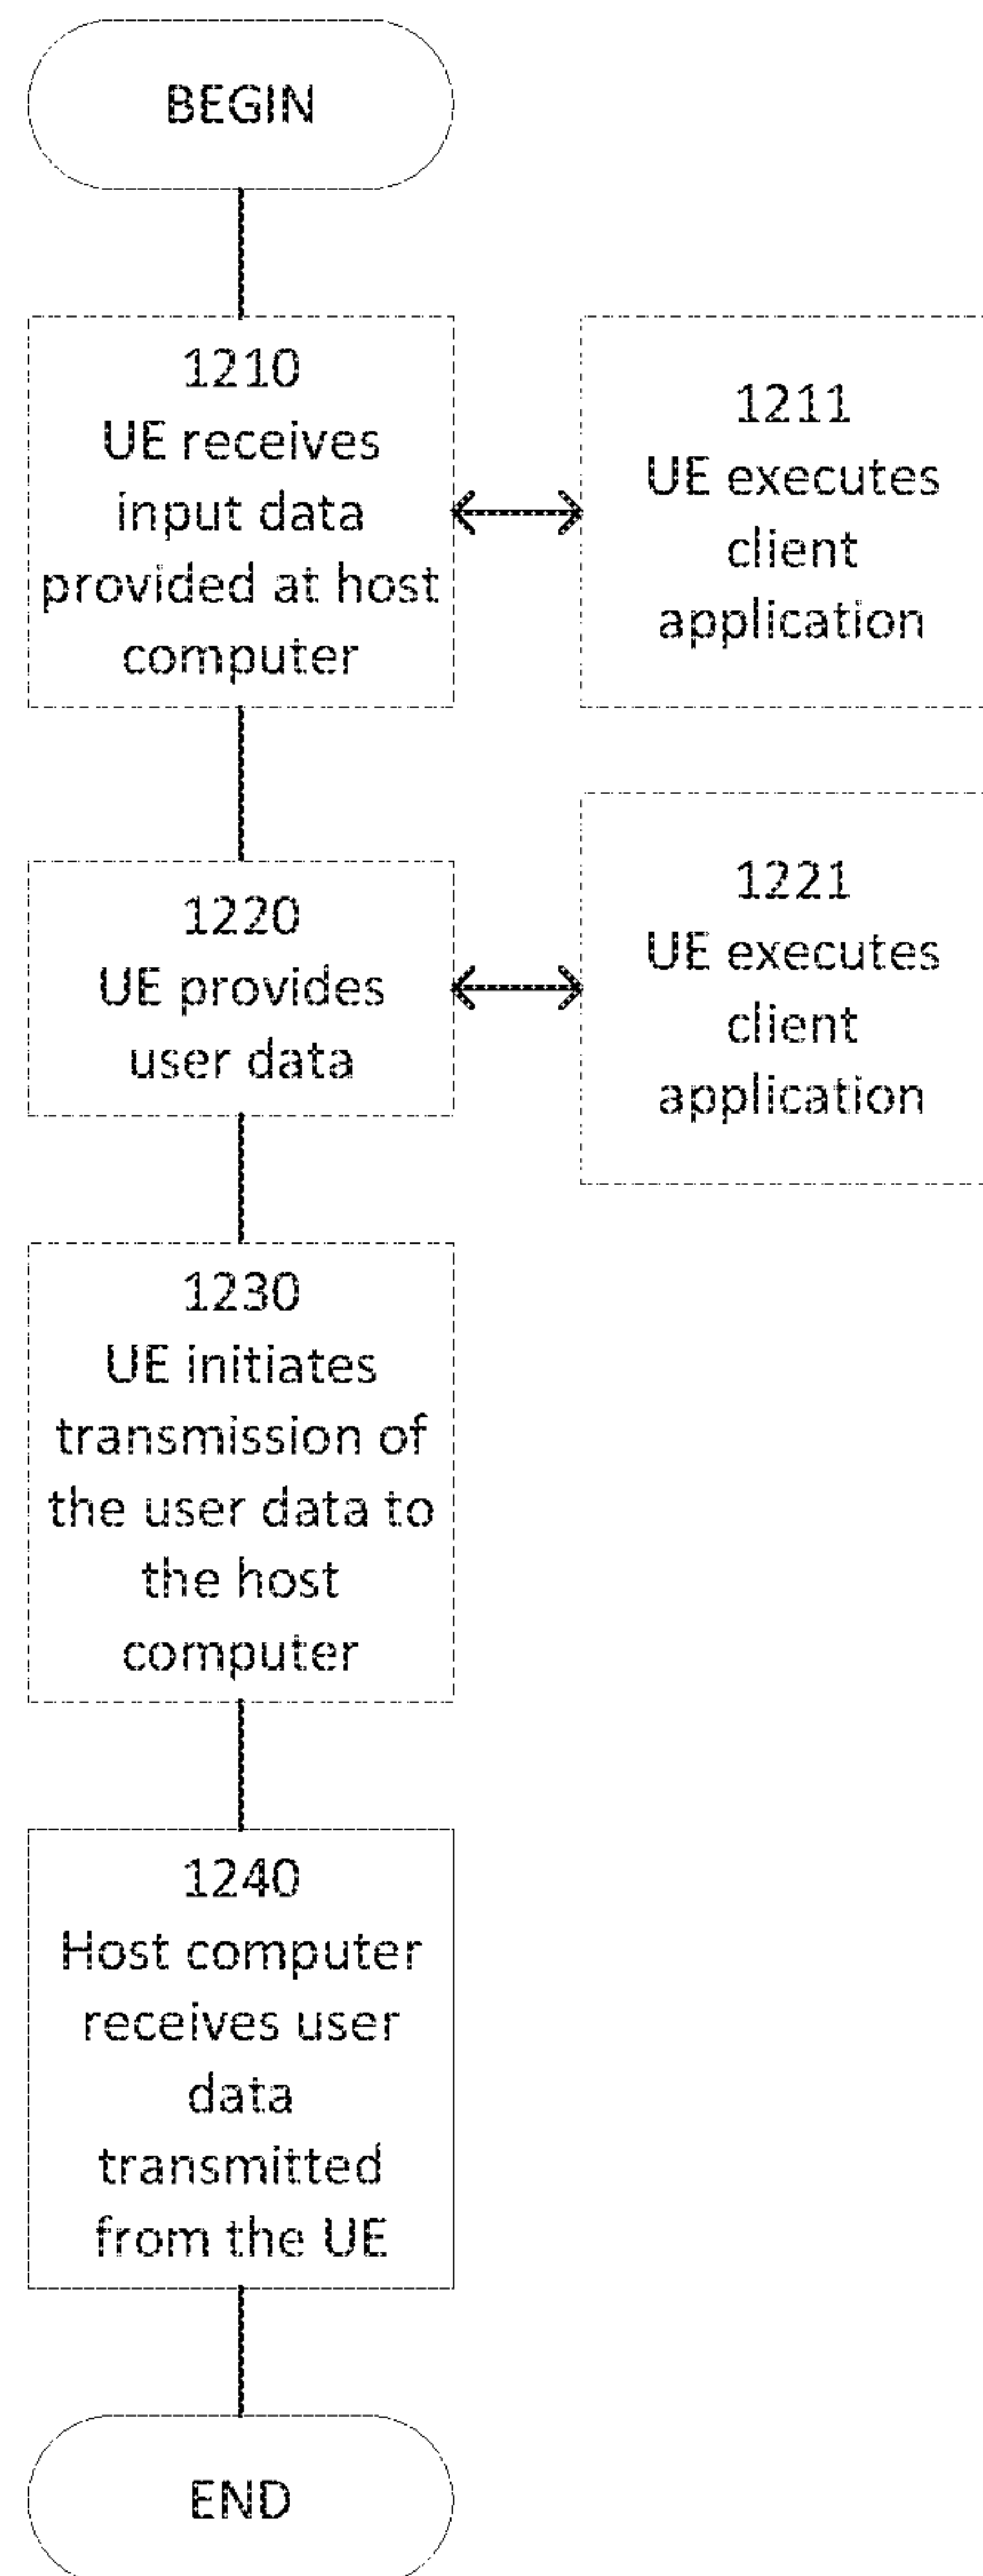 BEGIN
1210
UE receives
input data
provided at host
computer
1211
UE executes
client
application
1220
UE provides
user data
1221
UE executes
client
application
1230
UE initiates
transmission of
the user data to
the host
computer
1240
Host computer
receives user
data
transmitted
from the UE
END